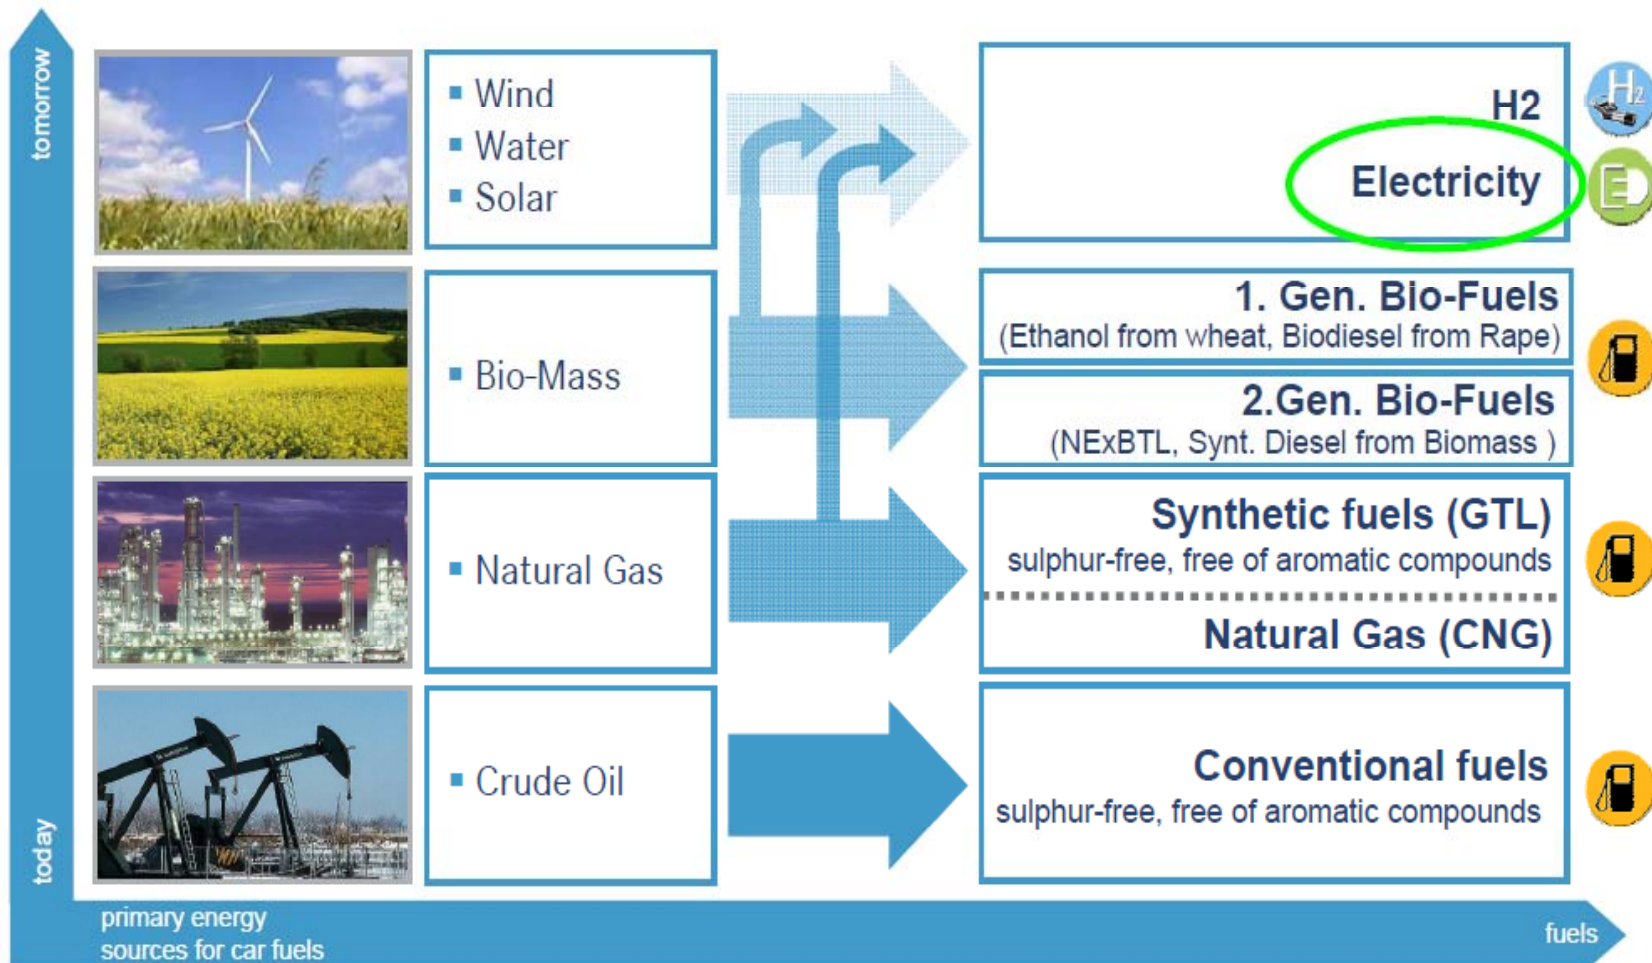 tomorrow
Wind
Water
Solar
H2
Electricity
H2
Bio-Mass
1. Gen. Bio-Fuels
(Ethanol from wheat, Biodiesel from Rape)
2.Gen. Bio-Fuels
(NExBTL, Synt. Diesel from Biomass )
Natural Gas
Synthetic fuels (GTL)
sulphur-free, free of aromatic compounds
Natural Gas (CNG)
Crude Oil
Conventional fuels
sulphur-free, free of aromatic compounds
today
primary energy
sources for car fuels
fuels